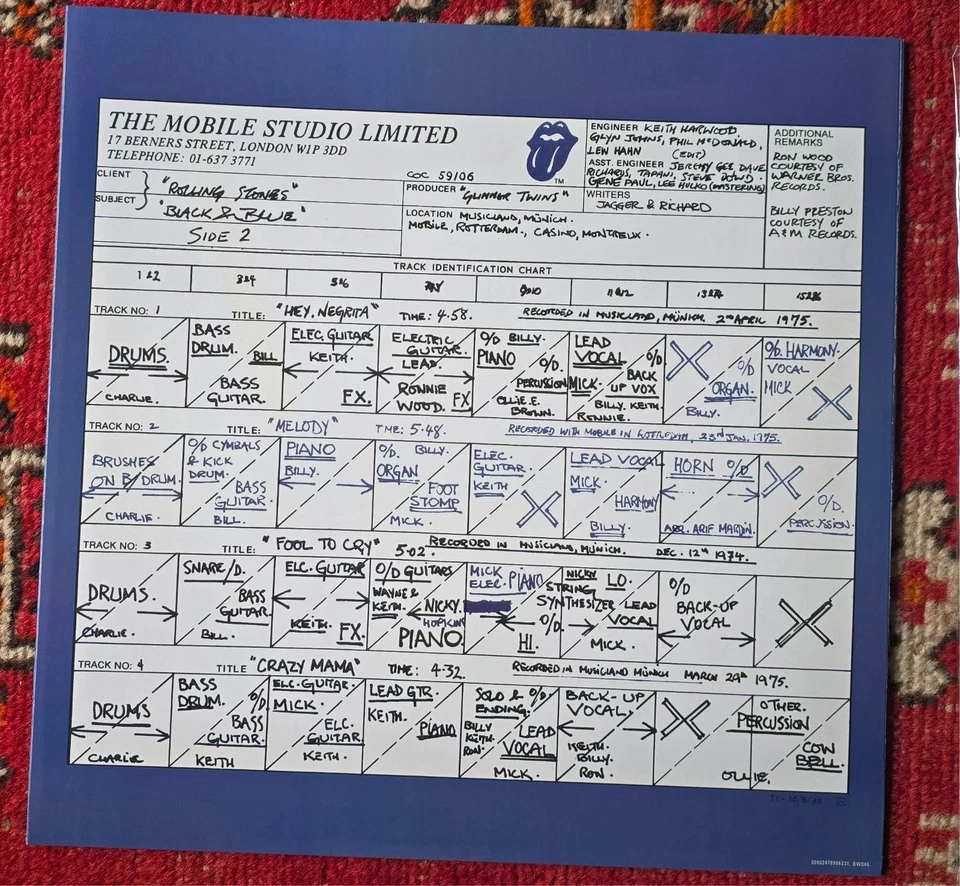 THE MOBILE STUDIO LIMITED
17 BERNERS STREET, LONDON W1P 3DD
TELEPHONE: 01-637 3771
TM
ENGINEER KEITH HARWOOD.
GLYN JOHNS, PHIL McDONALD,
LEW HAHN (EDIT)
ASST. ENGINEER JEREMY GEE, DAVE
RICHARDS, TAPANI, STEVE DOWD.
GENE PAUL, LEE HULKO (MASTERING)
WRITERS
JAGGER & RICHARD
ADDITIONAL
REMARKS
RON WOOD
COURTESY OF
WARNER BROS.
RECORDS.
BILLY PRESTON
COURTESY OF
A&M RECORDS.
CLIENT
"ROLLING STONES"
SUBJECT
"BLACK & BLUE"
SIDE 2
COC 59106
PRODUCER "GLIMMER TWINS"
LOCATION MUSICLAND, MÜNICH.
MOBILE, ROTTERDAM., CASINO, MONTREUX.
TRACK IDENTIFICATION CHART
1&2 3&4 5&6 9&10 11&12 13&14 15&16
TRACK NO: 1 TITLE: "HEY. NEGRITA" TIME: 4.58. RECORDED IN MUSICLAND, MÜNICH 2nd APRIL 1975.
DRUMS.
CHARLIE.
BASS
DRUM.
BILL
BASS
GUITAR.
ELEC. GUITAR
KEITH.
FX.
ELECTRIC
GUITAR.
LEAD.
RONNIE
WOOD.
FX
O/D BILLY.
PIANO
O/D.
PERCUSSION
OLLIE E.
BROWN.
LEAD
VOCAL
MICK.
O/D
BACK
UP VOX
BILLY. KEITH.
RONNIE.
O/D
ORGAN.
BILLY.
O/D. HARMONY
VOCAL
MICK
TRACK NO: 2 TITLE: "MELODY" TIME: 5.48. RECORDED WITH MOBILE IN ROTTERDAM, 23rd JAN. 1975.
BRUSHES
ON B/DRUM.
CHARLIE.
O/D CYMBALS
& KICK
DRUM.
BASS
GUITAR
BILL.
PIANO
BILLY.
O/D. BILLY.
ORGAN
FOOT
STOMP
MICK.
ELEC.
GUITAR.
KEITH
LEAD VOCAL
MICK.
HARMONY
BILLY.
HORN O/D
ARR. ARIF MARDIN.
O/D.
PERCUSSION.
TRACK NO: 3 TITLE: "FOOL TO CRY" 5.02. RECORDED IN MUSICLAND, MÜNICH. DEC. 12th 1974.
DRUMS.
CHARLIE.
SNARE/D.
BASS
GUITAR.
BILL.
ELC. GUITAR
KEITH.
FX.
O/D GUITARS
WAYNE &
KEITH.
NICKY.
HOPKINS
PIANO
MICK
ELEC. PIANO
HI.
NICKY
STRING
SYNTHESIZER
O/D.
LO.
LEAD
VOCAL
MICK.
O/D
BACK-UP
VOCAL
TRACK NO: 4 TITLE "CRAZY MAMA" TIME: 4.32. RECORDED IN MUSICLAND MÜNICH MARCH 29th 1975.
DRUMS
CHARLIE
BASS
DRUM.
O/D
BASS
GUITAR.
KEITH
ELC. GUITAR.
MICK.
ELC.
GUITAR
KEITH.
LEAD GTR.
KEITH.
PIANO
SOLO & O/D.
ENDING.
BILLY
KEITH.
RON.
LEAD
VOCAL
MICK.
BACK-UP
VOCAL.
KEITH.
BILLY.
RON.
OTHER.
PERCUSSION
COW
BELL.
OLLIE.